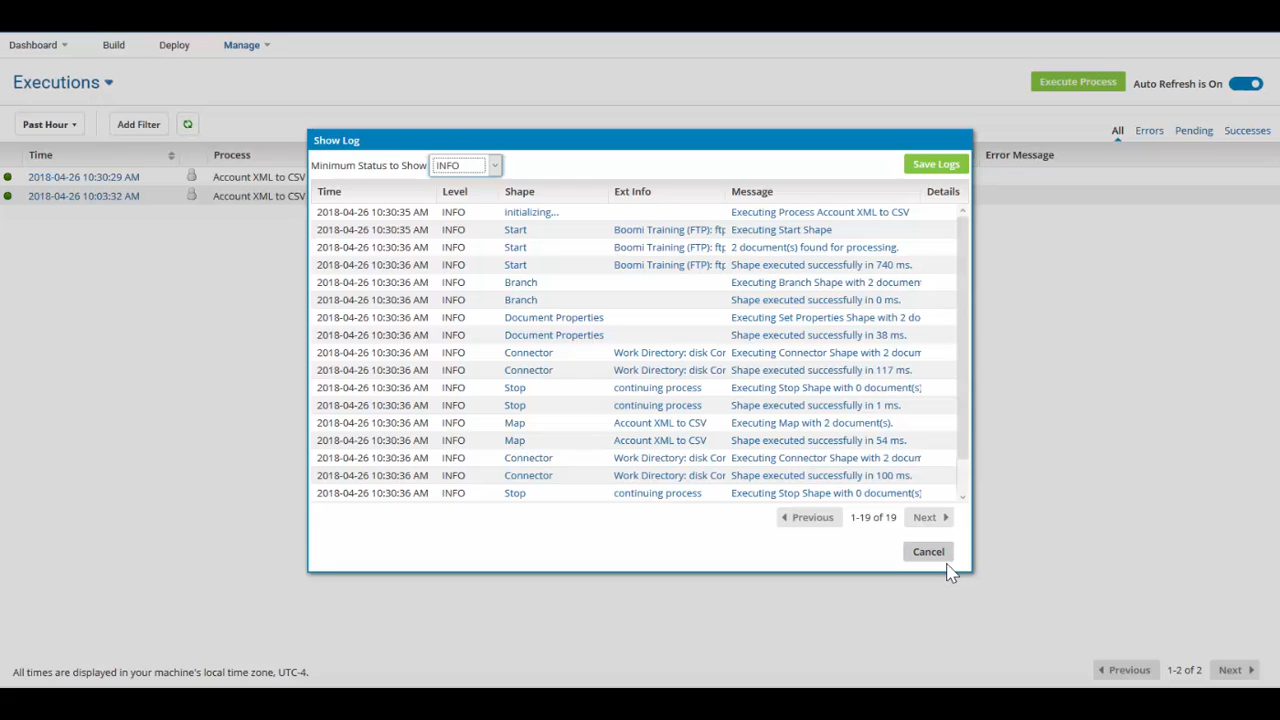 Dashboard Build Deploy Manage
Executions Execute Process Auto Refresh is On
Past Hour Add Filter All Errors Pending Successes
Time Process Error Message
2018-04-26 10:30:29 AM Account XML to CSV
2018-04-26 10:03:32 AM Account XML to CSV
Show Log
Minimum Status to Show INFO Save Logs
Time Level Shape Ext Info Message Details
2018-04-26 10:30:35 AM INFO initializing... Executing Process Account XML to CSV
2018-04-26 10:30:35 AM INFO Start Boomi Training (FTP): ftp Executing Start Shape
2018-04-26 10:30:36 AM INFO Start 2 document(s) found for processing.
2018-04-26 10:30:36 AM INFO Start Boomi Training (FTP): ftp Shape executed successfully in 740 ms.
2018-04-26 10:30:36 AM INFO Branch Executing Branch Shape with 2 documen
2018-04-26 10:30:36 AM INFO Branch Shape executed successfully in 0 ms.
2018-04-26 10:30:36 AM INFO Document Properties Executing Set Properties Shape with 2 do
2018-04-26 10:30:36 AM INFO Document Properties Shape executed successfully in 38 ms.
2018-04-26 10:30:36 AM INFO Connector Work Directory: disk Cor Executing Connector Shape with 2 docum
2018-04-26 10:30:36 AM INFO Connector Work Directory: disk Cor Shape executed successfully in 117 ms.
2018-04-26 10:30:36 AM INFO Stop continuing process Executing Stop Shape with 0 document(s)
2018-04-26 10:30:36 AM INFO Stop continuing process Shape executed successfully in 1 ms.
2018-04-26 10:30:36 AM INFO Map Account XML to CSV Executing Map with 2 document(s).
2018-04-26 10:30:36 AM INFO Map Account XML to CSV Shape executed successfully in 54 ms.
2018-04-26 10:30:36 AM INFO Connector Work Directory: disk Cor Executing Connector Shape with 2 docum
2018-04-26 10:30:36 AM INFO Connector Work Directory: disk Cor Shape executed successfully in 100 ms.
2018-04-26 10:30:36 AM INFO Stop continuing process Executing Stop Shape with 0 document(s)
Previous 1-19 of 19 Next
Cancel
All times are displayed in your machine's local time zone, UTC-4. Previous 1-2 of 2 Next